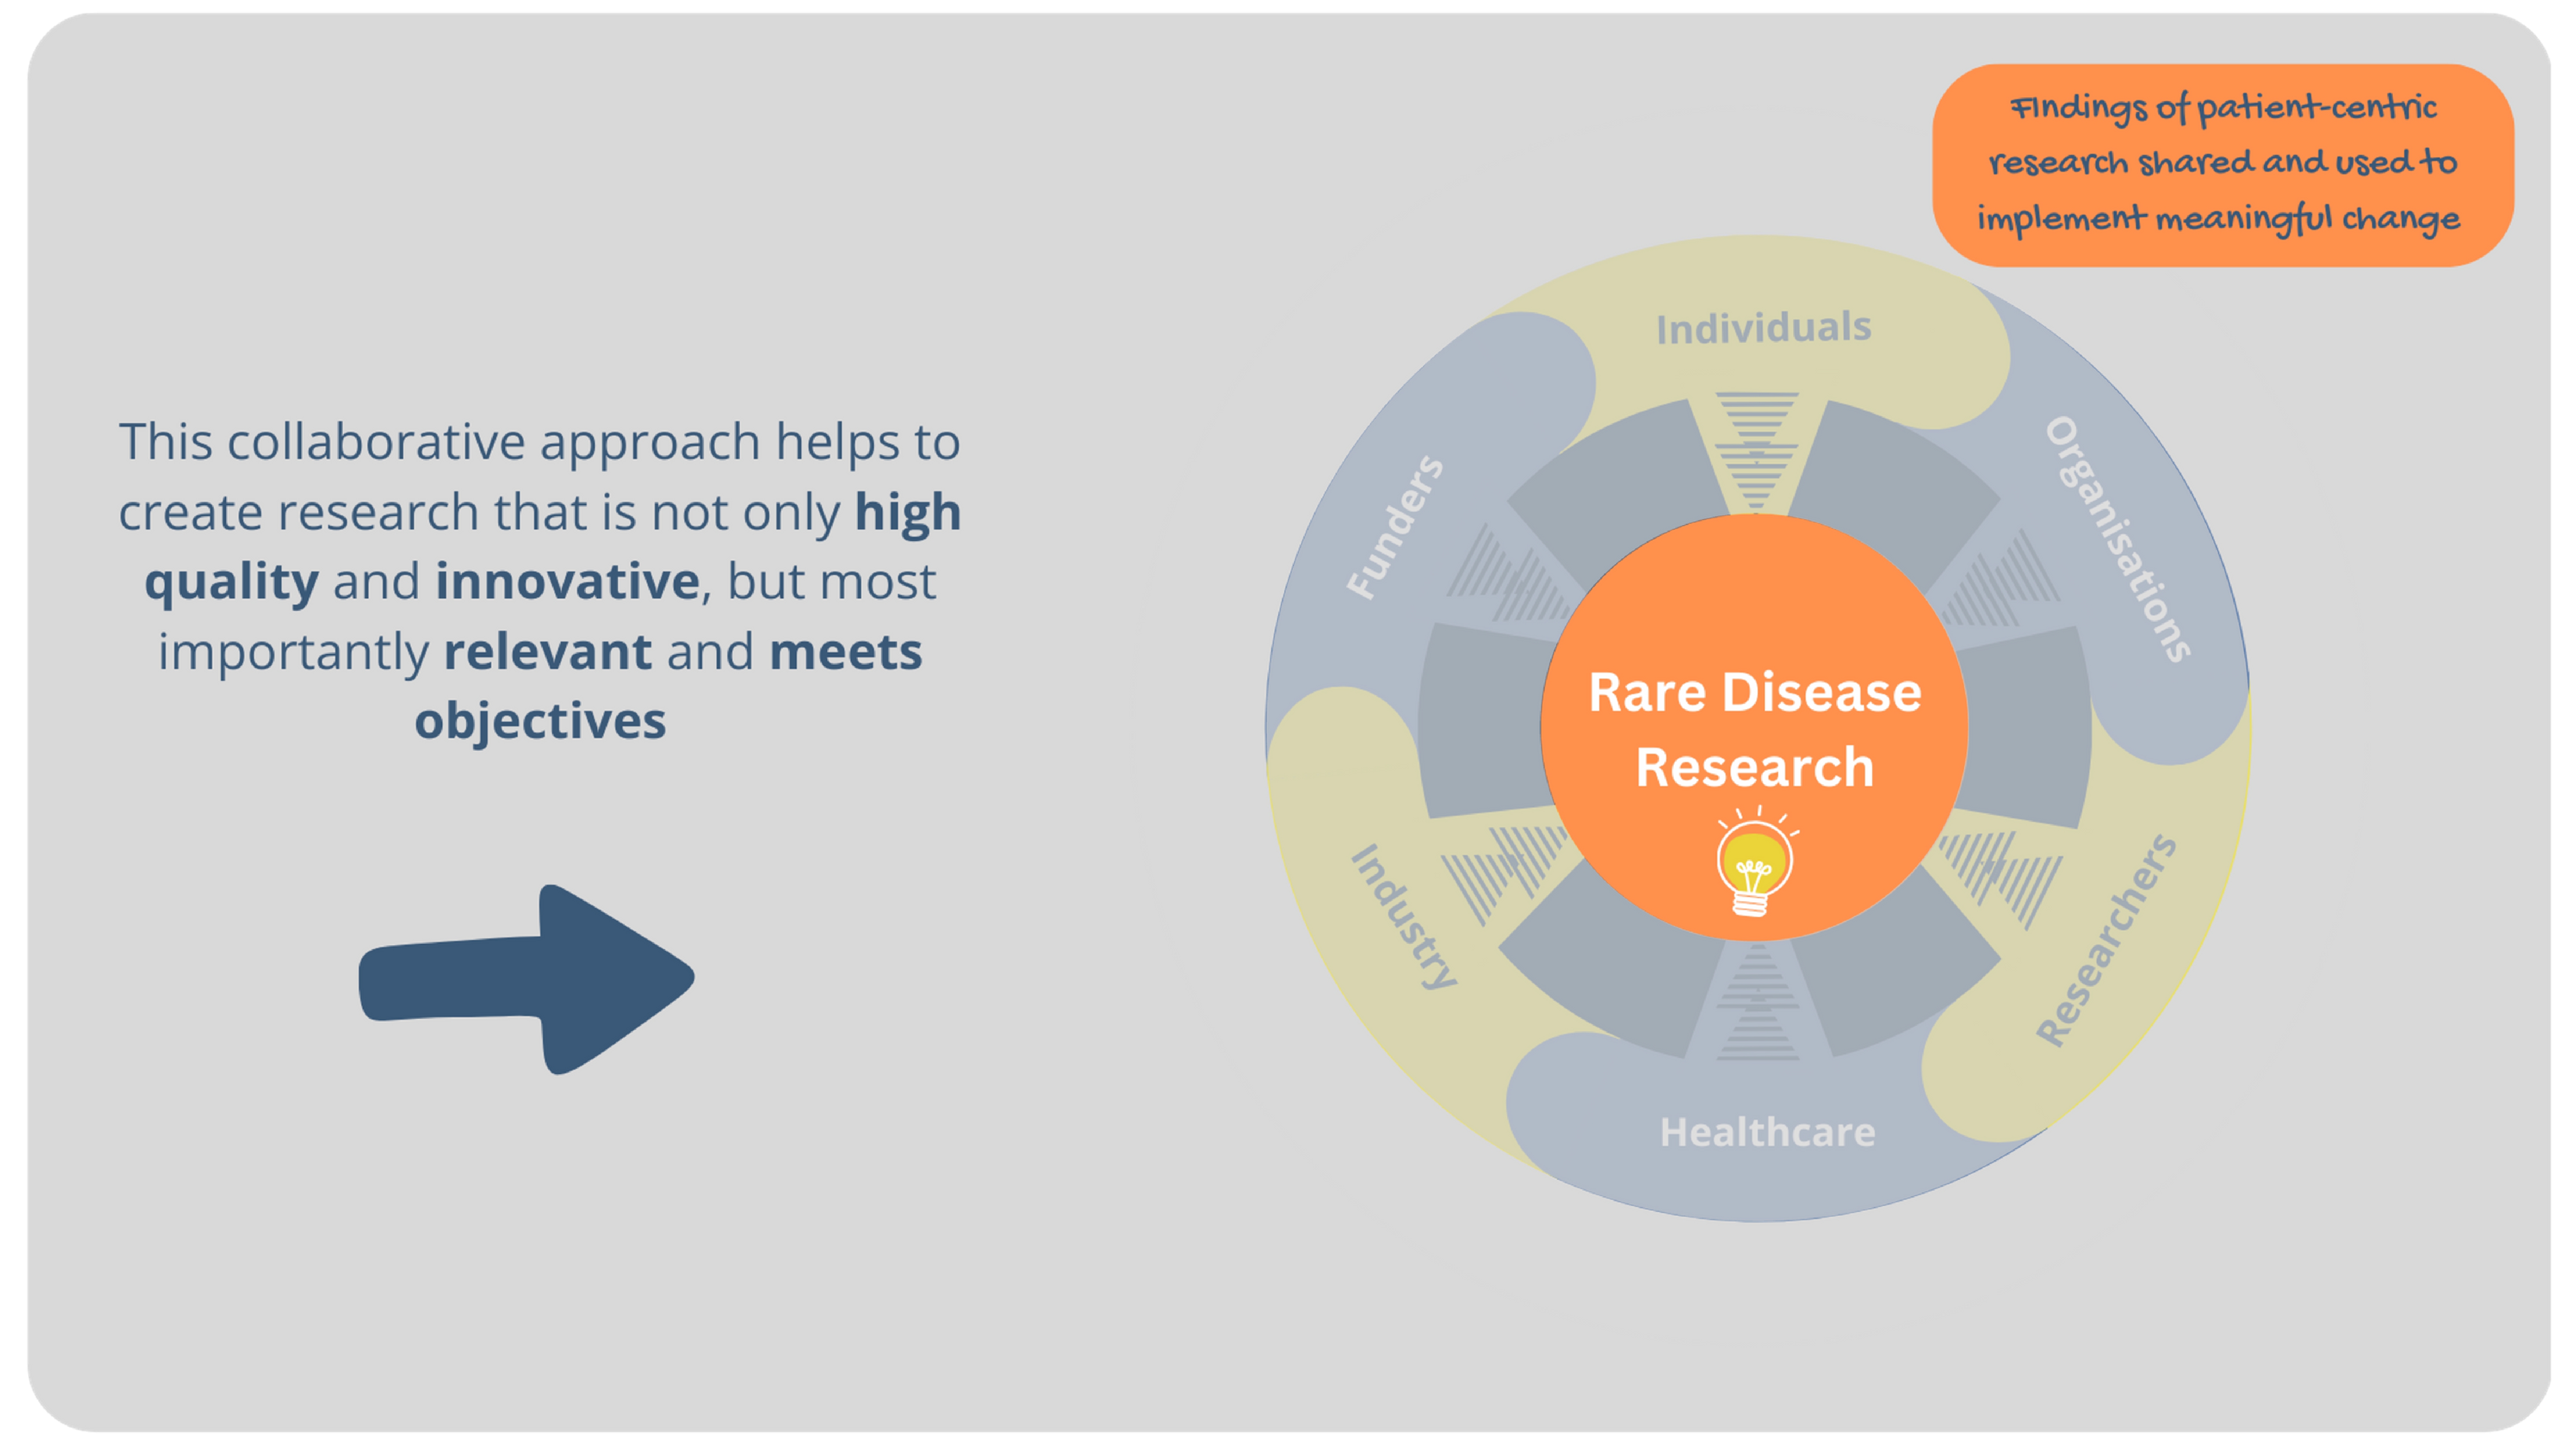 FIndings of patient-centric
research shared and used to
implement meaningful change
This collaborative approach helps to
create research that is not only high
quality and innovative, but most
importantly relevant and meets
objectives
Individuals
Organisations
Researchers
Healthcare
Industry
Funders
Rare Disease
Research